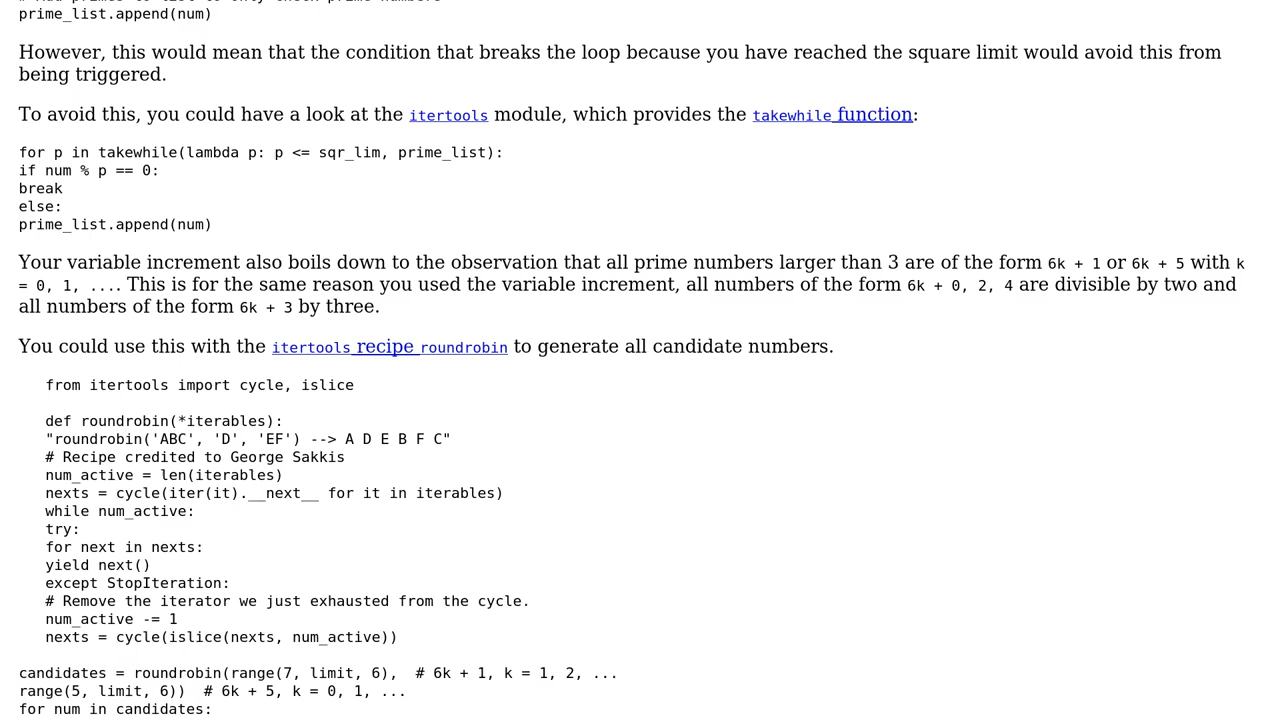 prime_list.append(num)
However, this would mean that the condition that breaks the loop because you have reached the square limit would avoid this from
being triggered.
To avoid this, you could have a look at the itertools module, which provides the takewhile function:
for p in takewhile(lambda p: p <= sqr_lim, prime_list):
if num % p == 0:
break
else:
prime_list.append(num)
Your variable increment also boils down to the observation that all prime numbers larger than 3 are of the form 6k + 1 or 6k + 5 with k
= 0, 1, .... This is for the same reason you used the variable increment, all numbers of the form 6k + 0, 2, 4 are divisible by two and
all numbers of the form 6k + 3 by three.
You could use this with the itertools recipe roundrobin to generate all candidate numbers.
from itertools import cycle, islice
def roundrobin(*iterables):
"roundrobin('ABC', 'D', 'EF') --> A D E B F C"
# Recipe credited to George Sakkis
num_active = len(iterables)
nexts = cycle(iter(it).__next__ for it in iterables)
while num_active:
try:
for next in nexts:
yield next()
except StopIteration:
# Remove the iterator we just exhausted from the cycle.
num_active -= 1
nexts = cycle(islice(nexts, num_active))
candidates = roundrobin(range(7, limit, 6),  # 6k + 1, k = 1, 2, ...
range(5, limit, 6))  # 6k + 5, k = 0, 1, ...
for num in candidates: